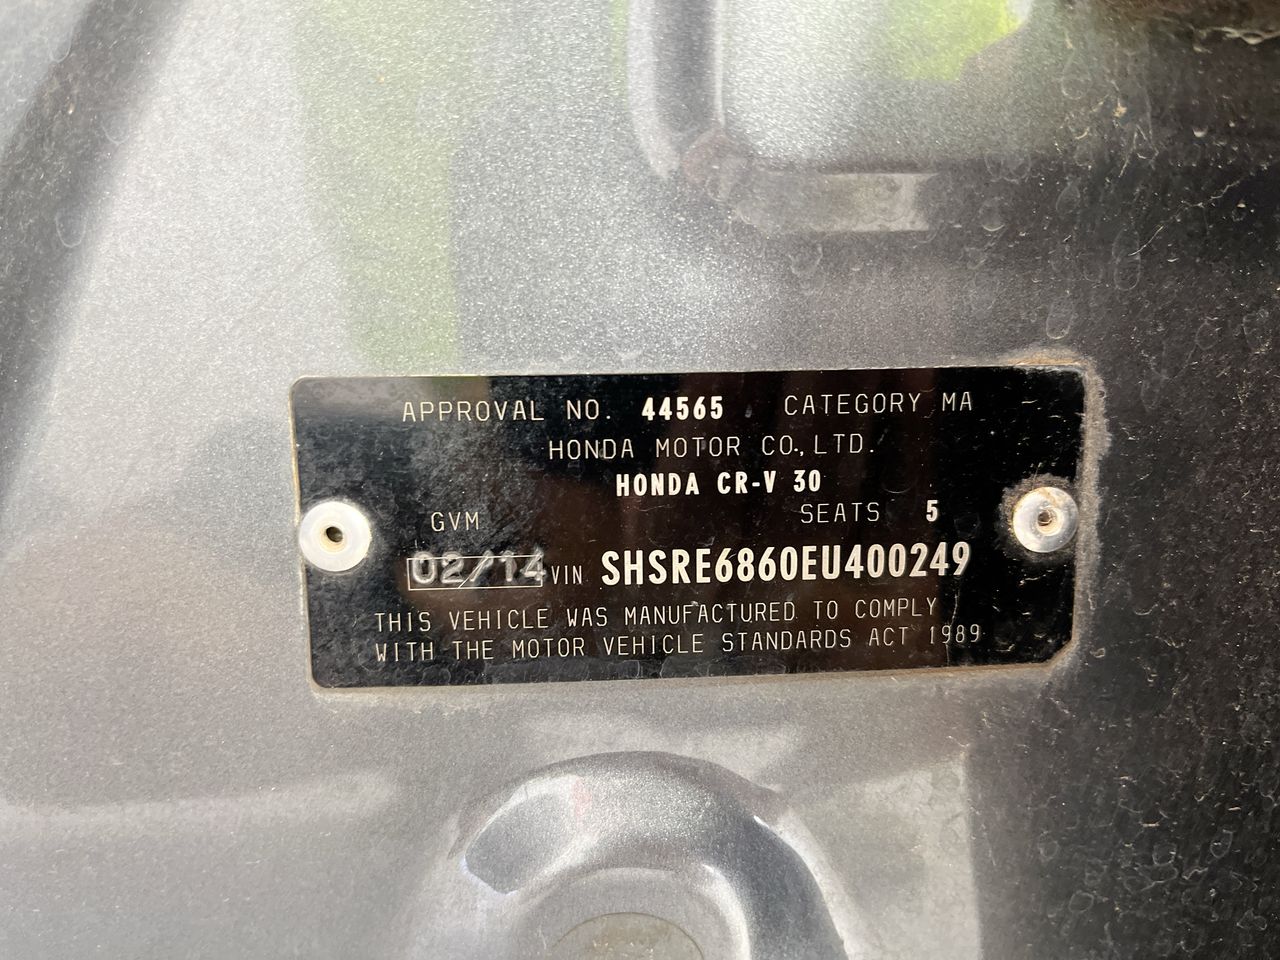 APPROVAL NO. 44565 CATEGORY MA
HONDA MOTOR CO., LTD.
HONDA CR-V 30
GVM SEATS 5
02/14 VIN SHSRE6860EU400249
THIS VEHICLE WAS MANUFACTURED TO COMPLY
WITH THE MOTOR VEHICLE STANDARDS ACT 1989